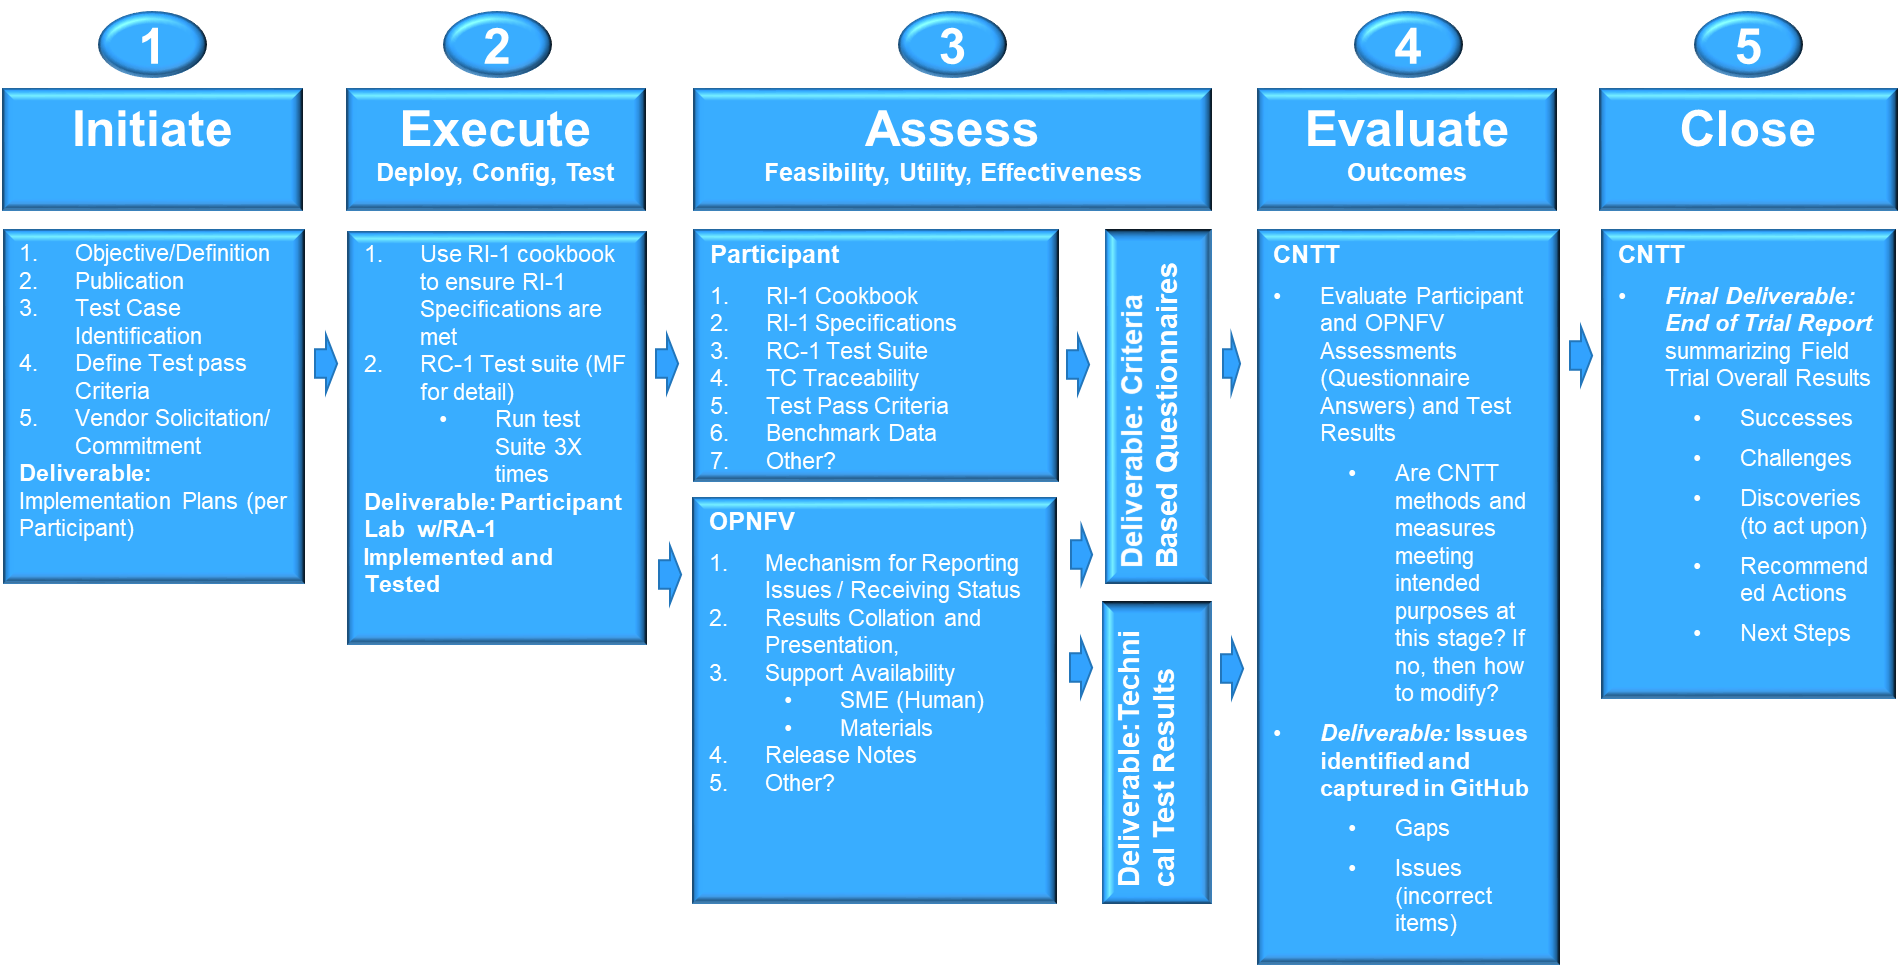 1
Initiate
1. Objective/Definition
2. Publication
3. Test Case
Identification
4. Define Test pass
Criteria
5. Vendor Solicitation/
Commitment
Deliverable:
Implementation Plans (per
Participant)
2
Execute
Deploy, Config, Test
1. Use RI-1 cookbook
to ensure RI-1
Specifications are
met
2. RC-1 Test suite (MF
for detail)
• Run test
Suite 3X
times
Deliverable: Participant
Lab w/RA-1
Implemented and
Tested
3
Assess
Feasibility, Utility, Effectiveness
Participant
1. RI-1 Cookbook
2. RI-1 Specifications
3. RC-1 Test Suite
4. TC Traceability
5. Test Pass Criteria
6. Benchmark Data
7. Other?
OPNFV
1. Mechanism for Reporting
Issues / Receiving Status
2. Results Collation and
Presentation,
3. Support Availability
• SME (Human)
• Materials
4. Release Notes
5. Other?
Deliverable: Criteria
Based Questionnaires
Deliverable: Techni
cal Test Results
4
Evaluate
Outcomes
CNTT
• Evaluate Participant
and OPNFV
Assessments
(Questionnaire
Answers) and Test
Results
• Are CNTT
methods and
measures
meeting
intended
purposes at
this stage? If
no, then how
to modify?
• Deliverable: Issues
identified and
captured in GitHub
• Gaps
• Issues
(incorrect
items)
5
Close
CNTT
• Final Deliverable:
End of Trial Report
summarizing Field
Trial Overall Results
• Successes
• Challenges
• Discoveries
(to act upon)
• Recommend
ed Actions
• Next Steps